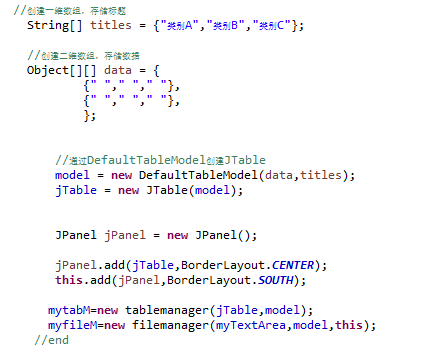 //创建一维数组，存储标题
String[] titles = {"类别A","类别B","类别C"};
//创建二维数组，存储数据
Object[][] data = {
{" "," "," "},
{" "," "," "},
};
//通过DefaultTableModel创建JTable
model = new DefaultTableModel(data,titles);
jTable = new JTable(model);
JPanel jPanel = new JPanel();
jPanel.add(jTable,BorderLayout.CENTER);
this.add(jPanel,BorderLayout.SOUTH);
mytabM=new tablemanager(jTable,model);
myfileM=new filemanager(myTextArea,model,this);
//end